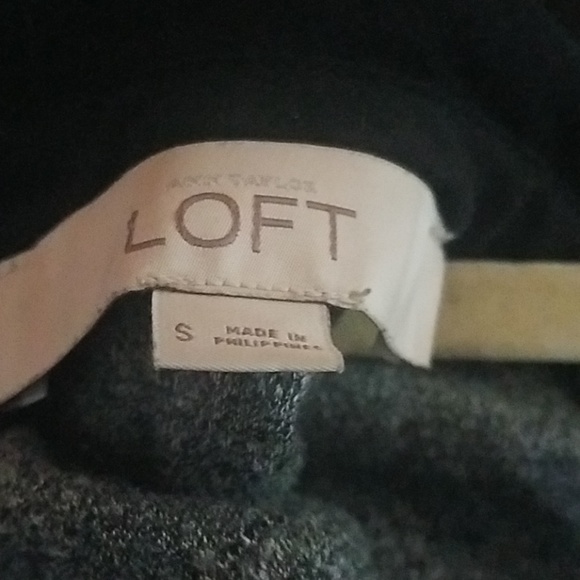 ANN TAYLOR
LOFT
S
MADE IN
PHILIPPINES